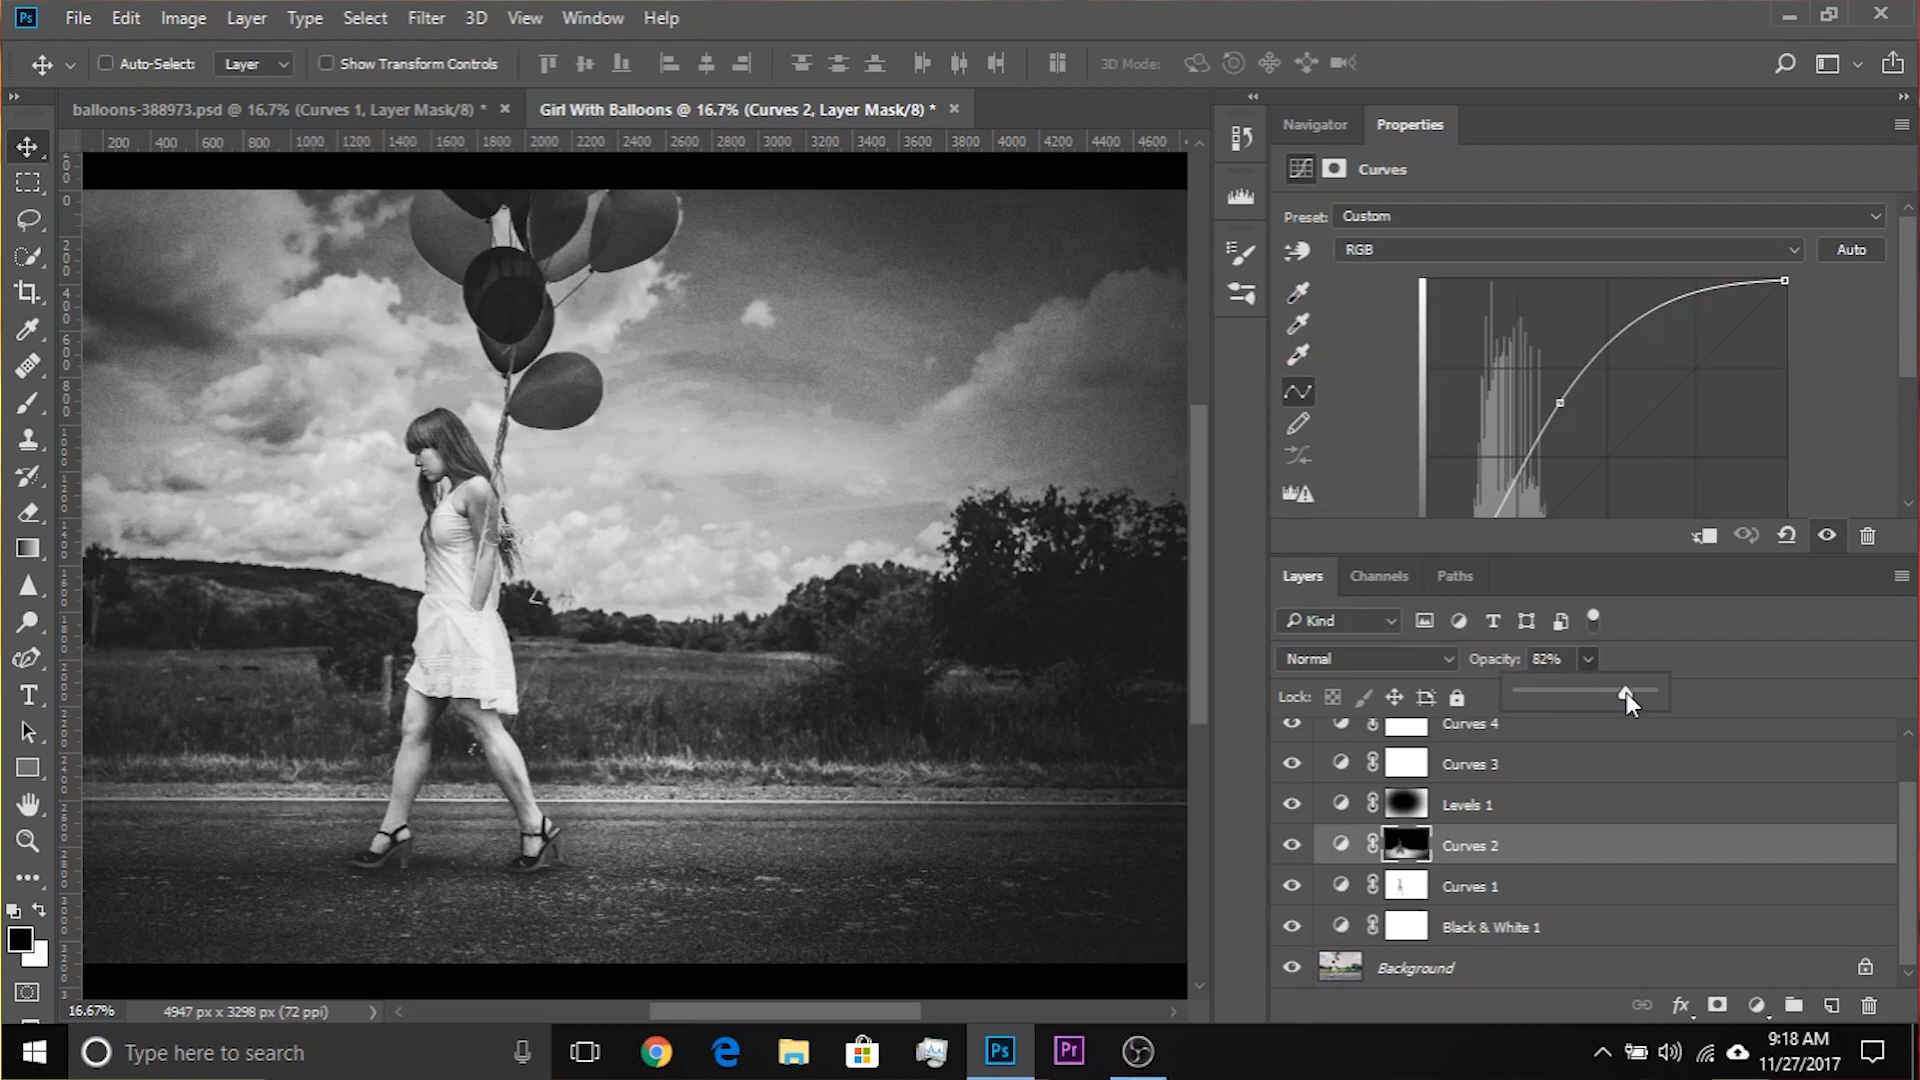 Ps File Edit Image Layer Type Select Filter 3D View Window Help
Auto-Select: Layer Show Transform Controls 3D Mode:
balloons-388973.psd @ 16.7% (Curves 1, Layer Mask/8) * Girl With Balloons @ 16.7% (Curves 2, Layer Mask/8) *
200 400 600 800 1000 1200 1400 1600 1800 2000 2200 2400 2600 2800 3000 3200 3400 3600 3800 4000 4200 4400 4600
Navigator Properties
Curves
Preset: Custom
RGB Auto
Layers Channels Paths
Kind
Normal Opacity: 82%
Lock:
Curves 4
Curves 3
Levels 1
Curves 2
Curves 1
Black & White 1
Background
fx
16.67% 4947 px x 3298 px (72 ppi)
Type here to search Ps Pr 9:18 AM
11/27/2017